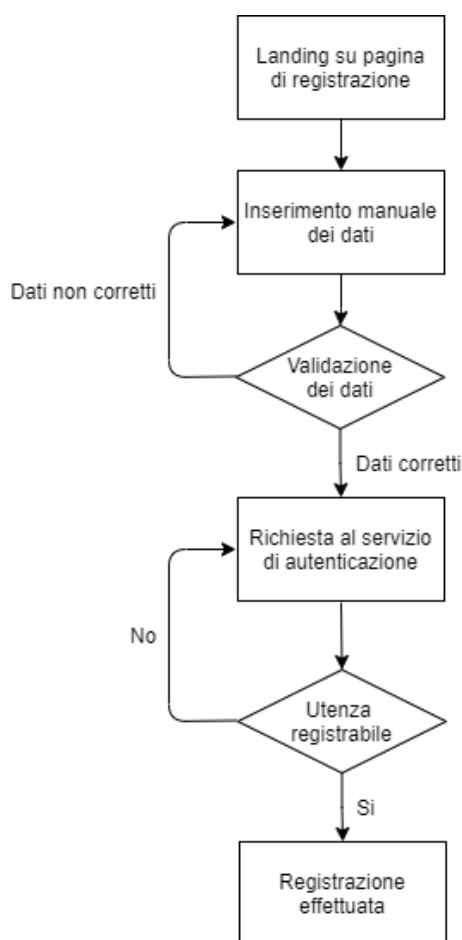 Landing su pagina
di registrazione
Inserimento manuale
dei dati
Dati non corretti
Validazione
dei dati
Dati corretti
Richiesta al servizio
di autenticazione
No
Utenza
registrabile
Si
Registrazione
effettuata